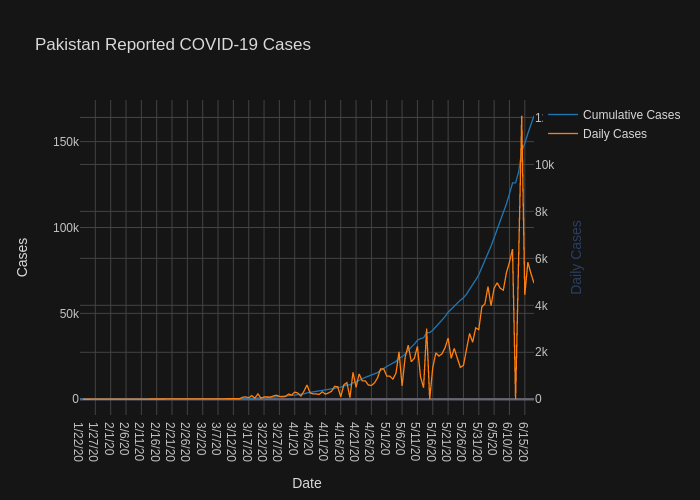 Pakistan Reported COVID-19 Cases
Cumulative Cases
Daily Cases
150k
100k
50k
0
Cases
10k
8k
6k
4k
2k
0
Daily Cases
1/22/20
1/27/20
2/1/20
2/6/20
2/11/20
2/16/20
2/21/20
2/26/20
3/2/20
3/7/20
3/12/20
3/17/20
3/22/20
3/27/20
4/1/20
4/6/20
4/11/20
4/16/20
4/21/20
4/26/20
5/1/20
5/6/20
5/11/20
5/16/20
5/21/20
5/26/20
5/31/20
6/5/20
6/10/20
6/15/20
Date